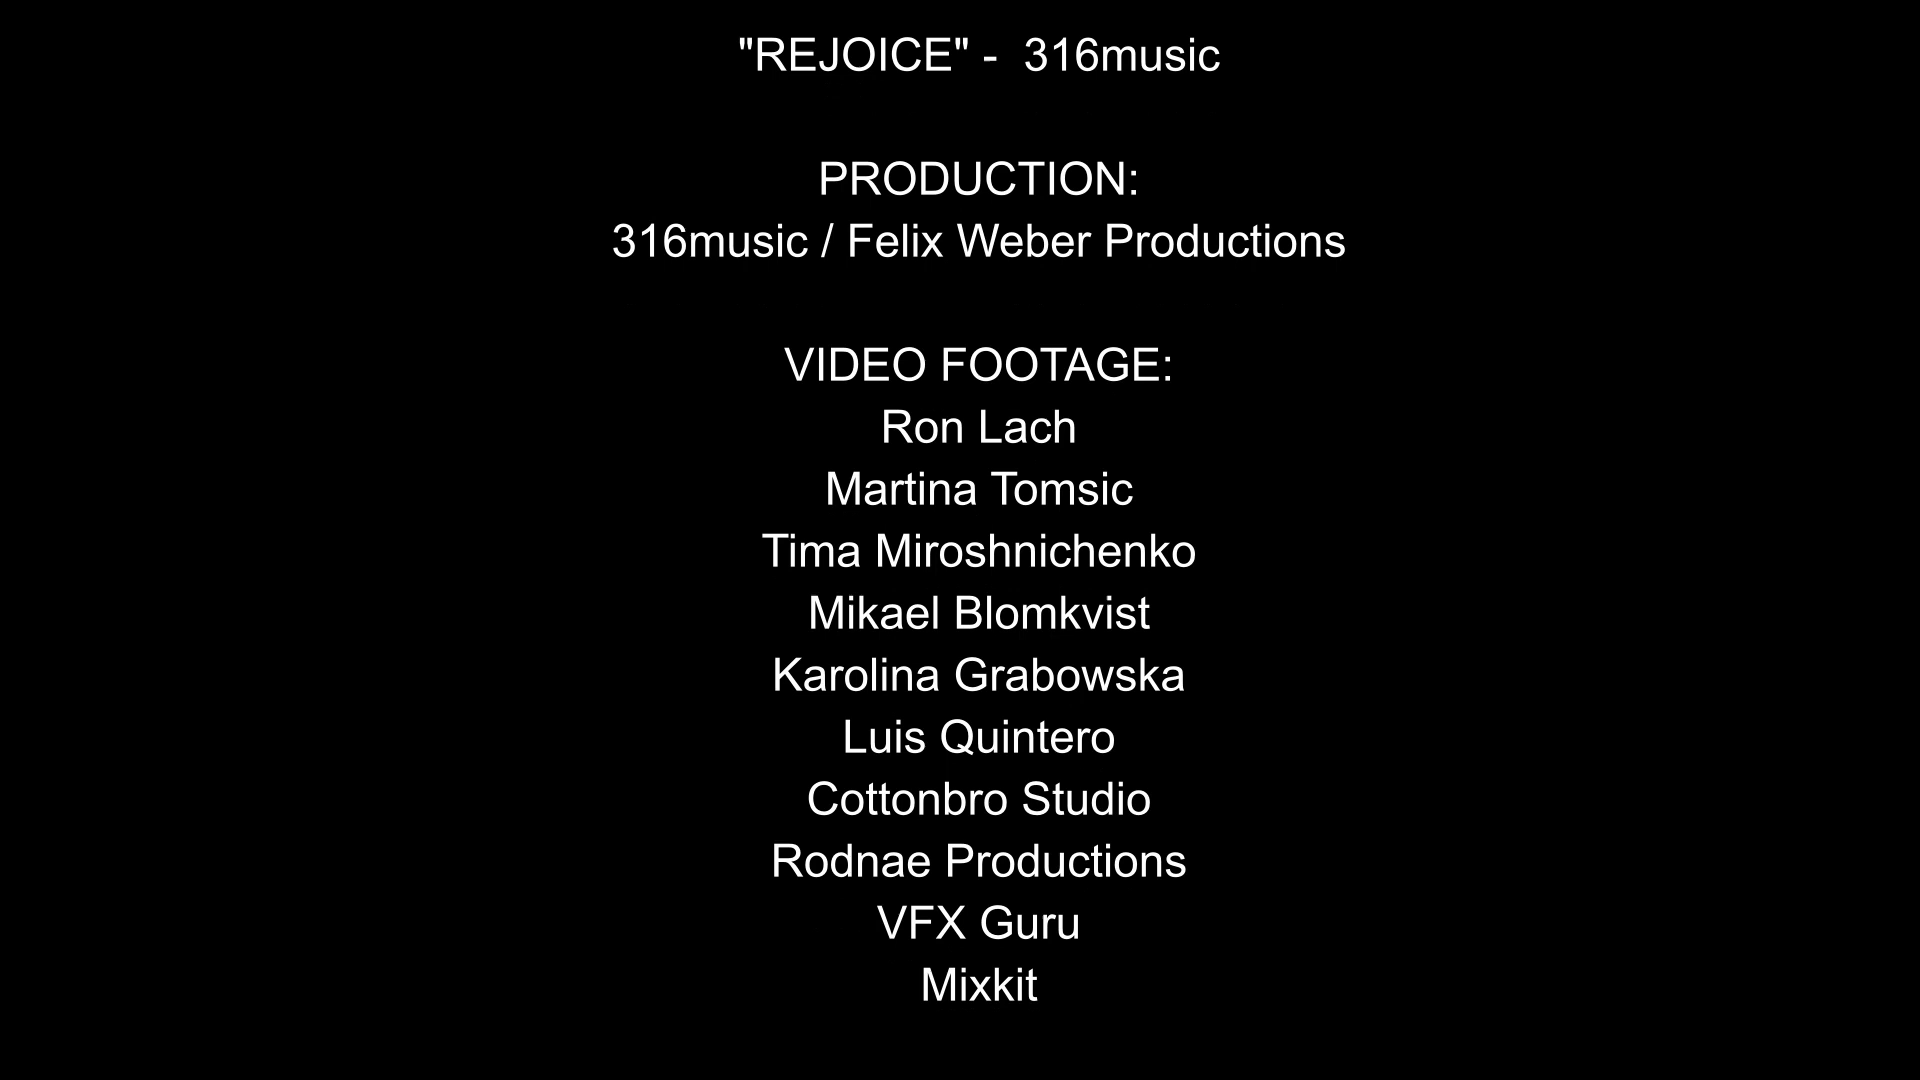 "REJOICE" -  316music
PRODUCTION:
316music / Felix Weber Productions
VIDEO FOOTAGE:
Ron Lach
Martina Tomsic
Tima Miroshnichenko
Mikael Blomkvist
Karolina Grabowska
Luis Quintero
Cottonbro Studio
Rodnae Productions
VFX Guru
Mixkit